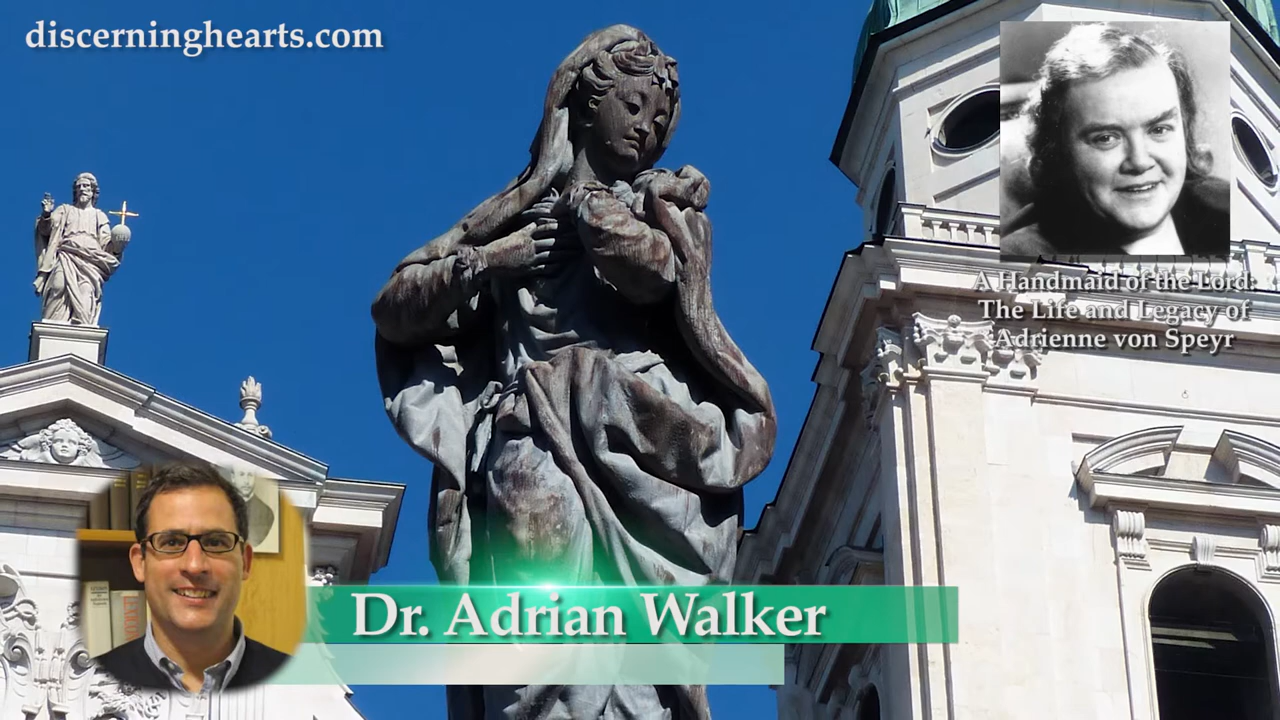 discerninghearts.com
A Handmaid of the Lord:
The Life and Legacy of
Adrienne von Speyr
Dr. Adrian Walker